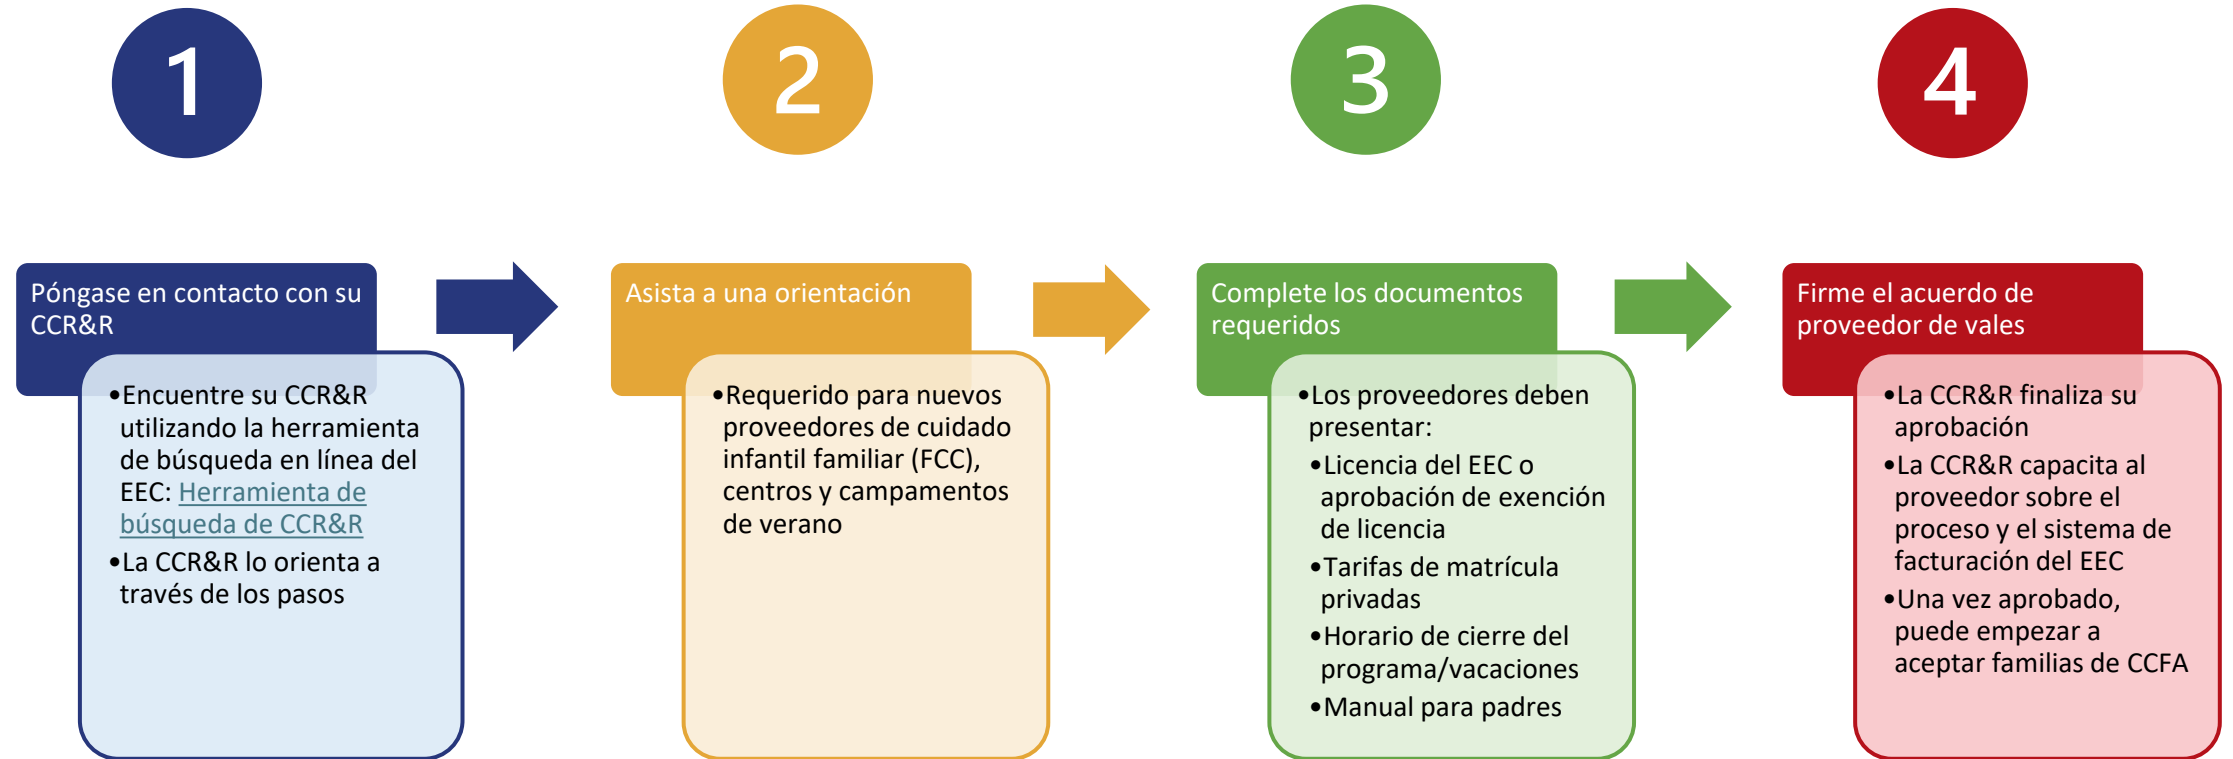 1
Póngase en contacto con su
CCR&R
•Encuentre su CCR&R
utilizando la herramienta
de búsqueda en línea del
EEC: Herramienta de
búsqueda de CCR&R
•La CCR&R lo orienta a
través de los pasos
2
Asista a una orientación
•Requerido para nuevos
proveedores de cuidado
infantil familiar (FCC),
centros y campamentos
de verano
3
Complete los documentos
requeridos
•Los proveedores deben
presentar:
•Licencia del EEC o
aprobación de exención
de licencia
•Tarifas de matrícula
privadas
•Horario de cierre del
programa/vacaciones
•Manual para padres
4
Firme el acuerdo de
proveedor de vales
•La CCR&R finaliza su
aprobación
•La CCR&R capacita al
proveedor sobre el
proceso y el sistema de
facturación del EEC
•Una vez aprobado,
puede empezar a
aceptar familias de CCFA